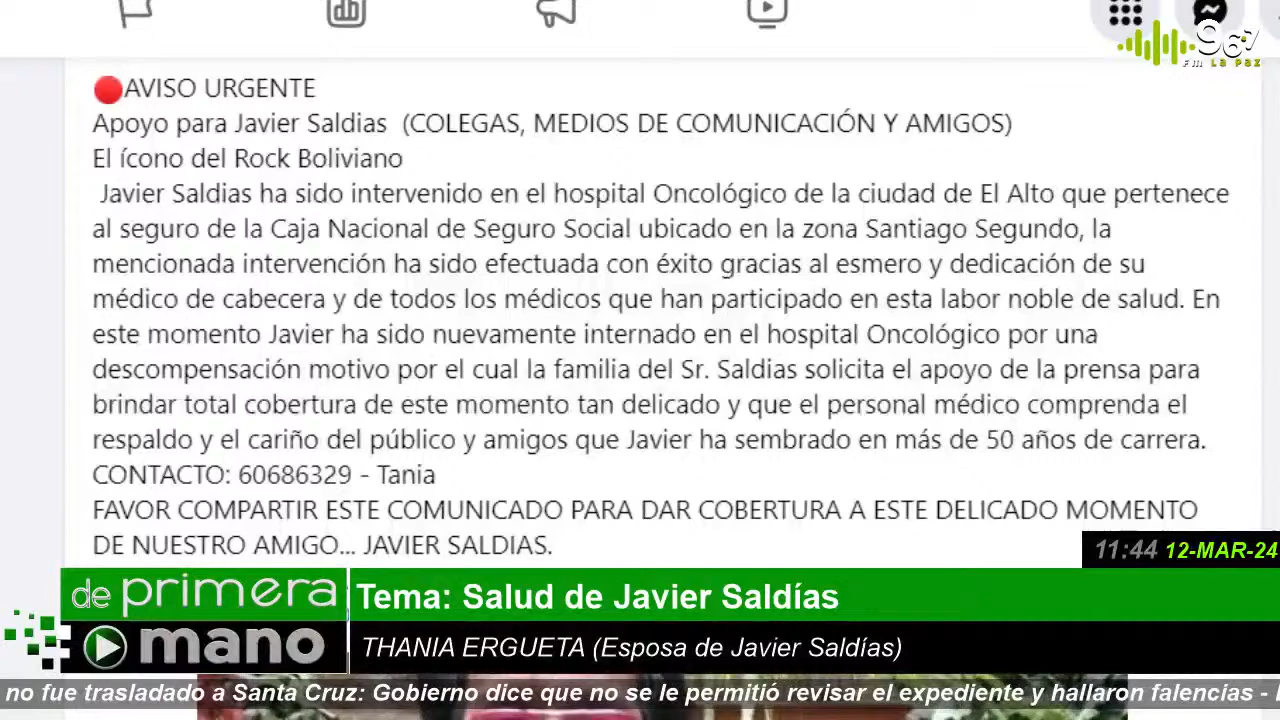 96.7
FM La Paz
🔴AVISO URGENTE
Apoyo para Javier Saldias (COLEGAS, MEDIOS DE COMUNICACIÓN Y AMIGOS)
El ícono del Rock Boliviano
Javier Saldias ha sido intervenido en el hospital Oncológico de la ciudad de El Alto que pertenece
al seguro de la Caja Nacional de Seguro Social ubicado en la zona Santiago Segundo, la
mencionada intervención ha sido efectuada con éxito gracias al esmero y dedicación de su
médico de cabecera y de todos los médicos que han participado en esta labor noble de salud. En
este momento Javier ha sido nuevamente internado en el hospital Oncológico por una
descompensación motivo por el cual la familia del Sr. Saldias solicita el apoyo de la prensa para
brindar total cobertura de este momento tan delicado y que el personal médico comprenda el
respaldo y el cariño del público y amigos que Javier ha sembrado en más de 50 años de carrera.
CONTACTO: 60686329 - Tania
FAVOR COMPARTIR ESTE COMUNICADO PARA DAR COBERTURA A ESTE DELICADO MOMENTO
DE NUESTRO AMIGO... JAVIER SALDIAS.
11:44 12-MAR-24
de primera
mano
Tema: Salud de Javier Saldías
THANIA ERGUETA (Esposa de Javier Saldías)
no fue trasladado a Santa Cruz: Gobierno dice que no se le permitió revisar el expediente y hallaron falencias -